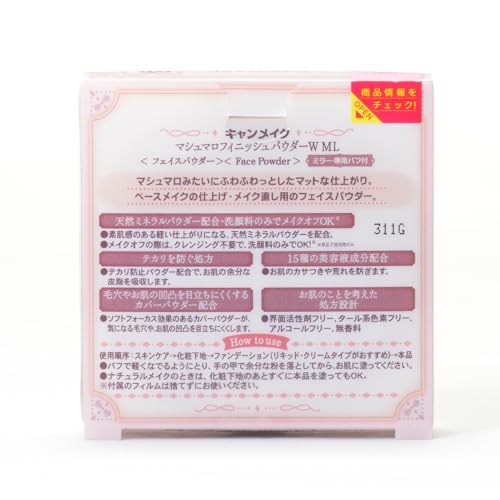 商品情報を
チェック!
OPEN
キャンメイク
マシュマロフィニッシュパウダーW ML
<フェイスパウダー><Face Powder> ミラー・専用パフ付
マシュマロみたいにふわふわっとしたマットな仕上がり。
ベースメイクの仕上げ・メイク直し用のフェイスパウダー。
311G
天然ミネラルパウダー配合・洗顔料のみでメイクオフOK※
●素肌感のある軽い仕上がりになる、天然ミネラルパウダーを配合。
●メイクオフの際は、クレンジング不要で、洗顔料のみでOK!※単品で使用時のみ
テカリを防ぐ処方
●テカリ防止パウダー配合で、お肌の余分な
皮脂を吸収します。
15種の美容液成分配合
●お肌のカサつきや荒れを防ぎます。
毛穴やお肌の凹凸を目立ちにくくする
カバーパウダー配合
●ソフトフォーカス効果のあるカバーパウダーが、
気になる毛穴や、お肌の凹凸を目立ちにくくします。
お肌のことを考えた
処方設計
●界面活性剤フリー、タール系色素フリー、
アルコールフリー、無香料
How to use
使用順序:スキンケア→化粧下地→ファンデーション(リキッド・クリームタイプがおすすめ)→本品
●パフで軽くなでるようにとり、手の甲で余分な粉を落としてから、お肌に塗ってください。
●ナチュラルメイクのときは、化粧下地のあとすぐに本品を塗ってもOK。
※付属のフィルムは捨てずにお使いください。